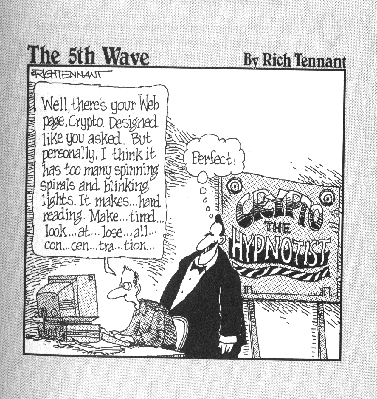 The 5th Wave
By Rich Tennant
©RICHTENNANT
Well there's your Web
page, Crypto. Designed
like you asked. But
personally, I think it
has too many spinning
spirals and blinking
lights. It makes...hard
reading. Make...tired...
look...at...lose...all...
con...cen...tra...tion...
Perfect.
CRYPTO
THE
HYPNOTIST